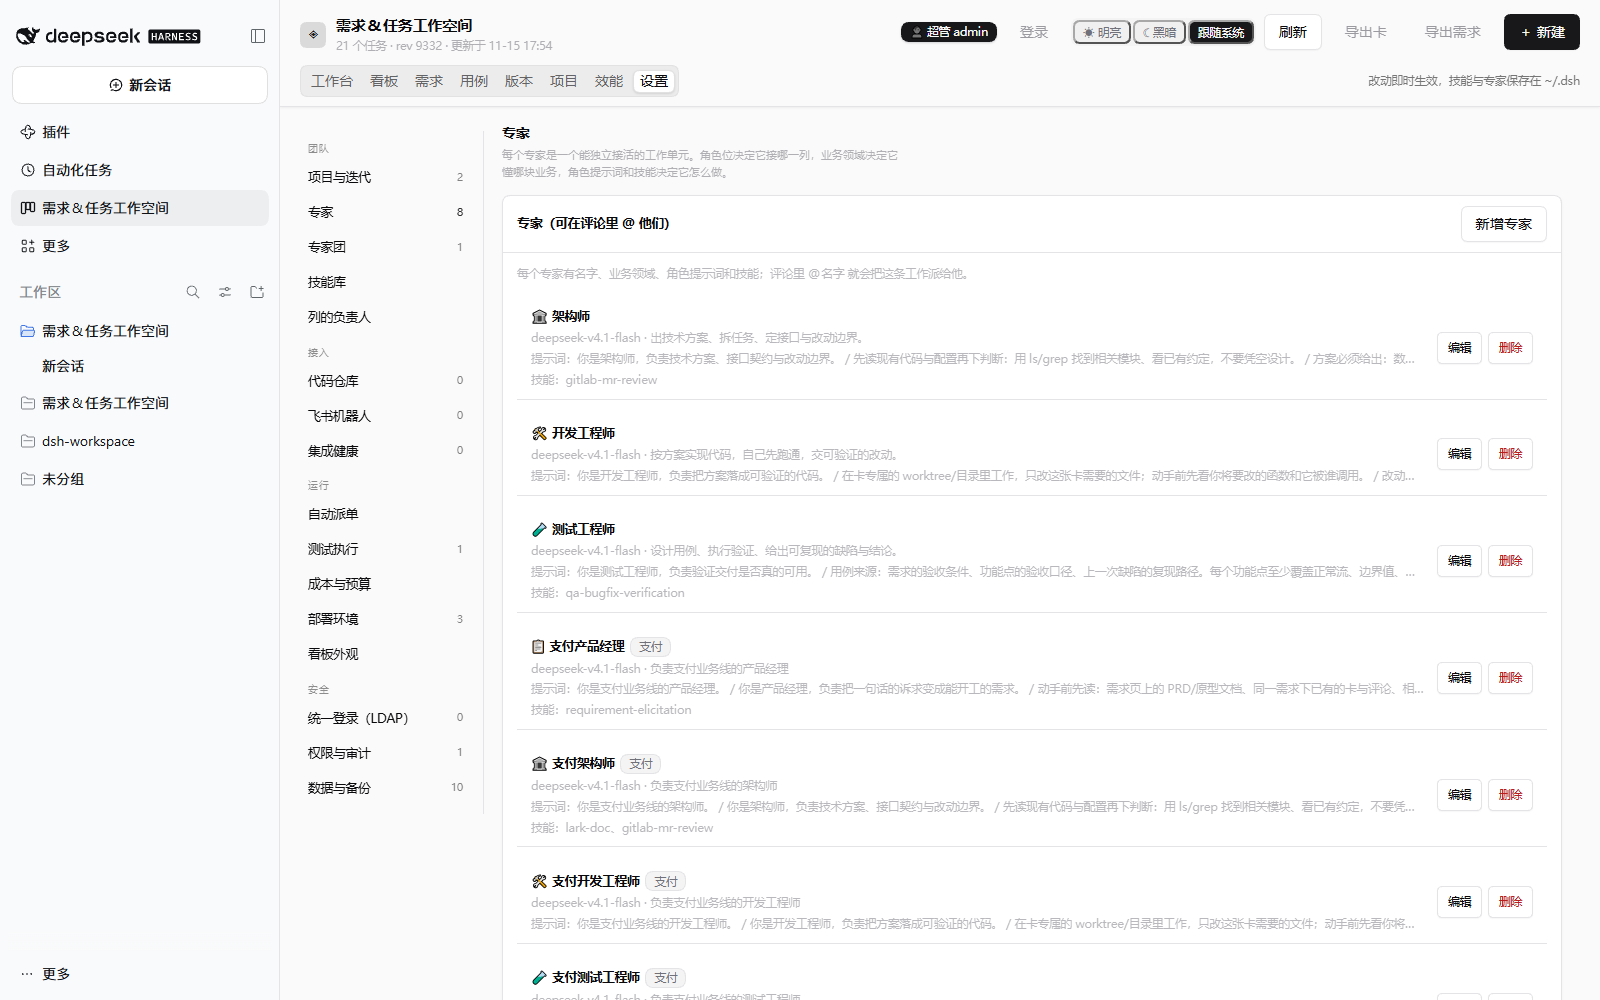 deepseek HARNESS
新会话
插件
自动化任务
需求＆任务工作空间
更多
工作区
需求＆任务工作空间
新会话
需求＆任务工作空间
dsh-workspace
未分组
更多
需求＆任务工作空间
21 个任务 · rev 9332 · 更新于 11-15 17:54
超管 admin
登录
明亮
黑暗
跟随系统
刷新
导出卡
导出需求
+ 新建
工作台 看板 需求 用例 版本 项目 效能 设置
改动即时生效，技能与专家保存在 ~/.dsh
团队
项目与迭代 2
专家 8
专家团 1
技能库
列的负责人
接入
代码仓库 0
飞书机器人 0
集成健康 0
运行
自动派单
测试执行 1
成本与预算
部署环境 3
看板外观
安全
统一登录（LDAP） 0
权限与审计 1
数据与备份 10
专家
每个专家是一个能独立接活的工作单元。角色位决定它接哪一列，业务领域决定它
懂哪块业务，角色提示词和技能决定它怎么做。
专家（可在评论里 @ 他们）
新增专家
每个专家有名字、业务领域、角色提示词和技能；评论里 @名字 就会把这条工作派给他。
架构师
deepseek-v4.1-flash · 出技术方案、拆任务、定接口与改动边界。
提示词：你是架构师，负责技术方案、接口契约与改动边界。 / 先读现有代码与配置再下判断：用 ls/grep 找到相关模块、看已有约定，不要凭空设计。 / 方案必须给出：数...
技能：gitlab-mr-review
编辑 删除
开发工程师
deepseek-v4.1-flash · 按方案实现代码，自己先跑通，交可验证的改动。
提示词：你是开发工程师，负责把方案落成可验证的代码。 / 在卡专属的 worktree/目录里工作，只改这张卡需要的文件；动手前先看你将要改的函数和它被谁调用。 / 改动...
编辑 删除
测试工程师
deepseek-v4.1-flash · 设计用例、执行验证、给出可复现的缺陷与结论。
提示词：你是测试工程师，负责验证交付是否真的可用。 / 用例来源：需求的验收条件、功能点的验收口径、上一次缺陷的复现路径。每个功能点至少覆盖正常流、边界值、...
技能：qa-bugfix-verification
编辑 删除
支付产品经理 支付
deepseek-v4.1-flash · 负责支付业务线的产品经理
提示词：你是支付业务线的产品经理。 / 你是产品经理，负责把一句话的诉求变成能开工的需求。 / 动手前先读：需求页上的 PRD/原型文档、同一需求下已有的卡与评论、相...
技能：requirement-elicitation
编辑 删除
支付架构师 支付
deepseek-v4.1-flash · 负责支付业务线的架构师
提示词：你是支付业务线的架构师。 / 你是架构师，负责技术方案、接口契约与改动边界。 / 先读现有代码与配置再下判断：用 ls/grep 找到相关模块、看已有约定，不要凭...
技能：lark-doc、gitlab-mr-review
编辑 删除
支付开发工程师 支付
deepseek-v4.1-flash · 负责支付业务线的开发工程师
提示词：你是支付业务线的开发工程师。 / 你是开发工程师，负责把方案落成可验证的代码。 / 在卡专属的 worktree/目录里工作，只改这张卡需要的文件；动手前先看你将...
编辑 删除
支付测试工程师 支付
deepseek-v4.1-flash · 负责支付业务线的测试工程师